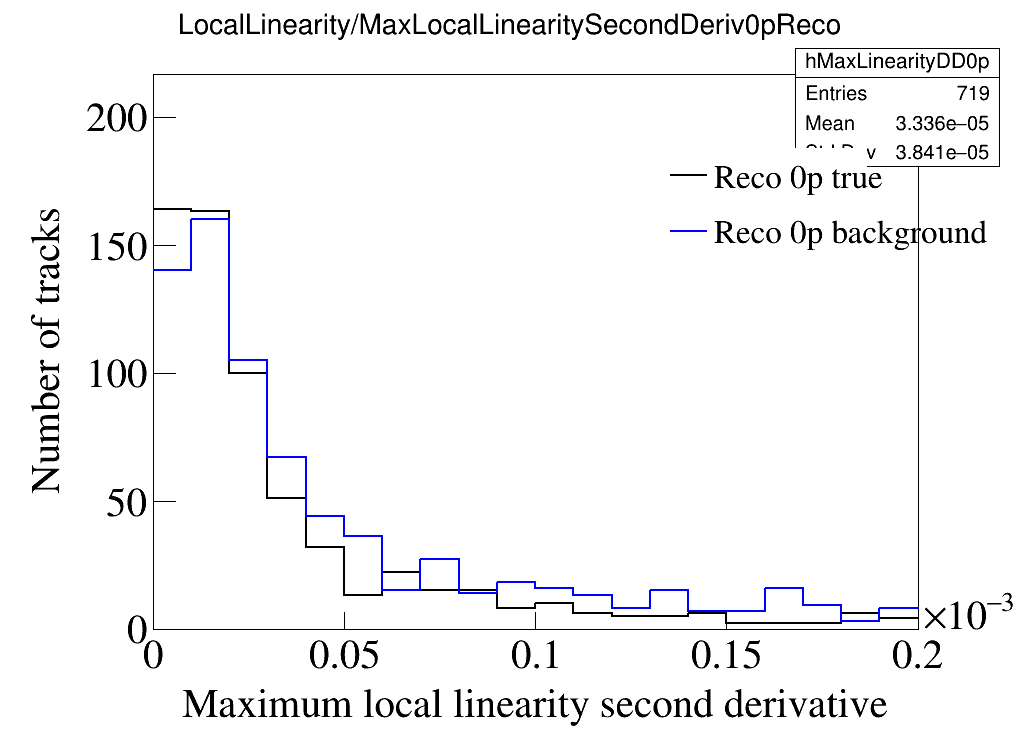 LocalLinearity/MaxLocalLinearitySecondDeriv0pReco
hMaxLinearityDD0p
Entries 719
Mean 3.336e−05
Std Dev 3.841e−05
Reco 0p true
Reco 0p background
Number of tracks
200
150
100
50
0
0 0.05 0.1 0.15 0.2
×10−3
Maximum local linearity second derivative